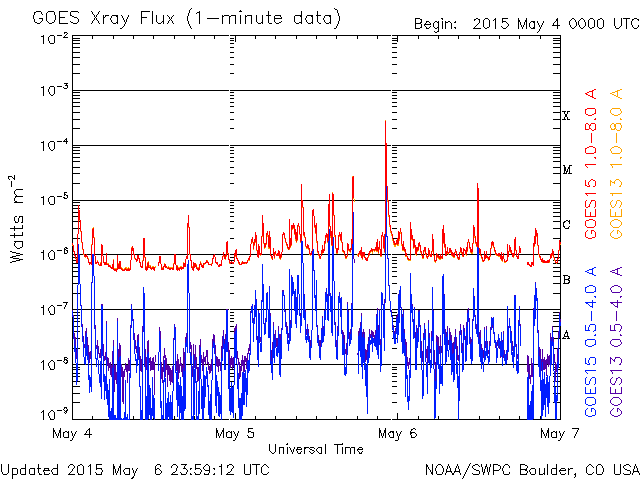 GOES Xray Flux (1-minute data)
Begin: 2015 May 4 0000 UTC
10⁻²
10⁻³
10⁻⁴
10⁻⁵
10⁻⁶
10⁻⁷
10⁻⁸
10⁻⁹
Watts m⁻²
X
M
C
B
A
GOES15 1.0-8.0 A
GOES13 1.0-8.0 A
GOES15 0.5-4.0 A
GOES13 0.5-4.0 A
May 4 May 5 May 6 May 7
Universal Time
Updated 2015 May 6 23:59:12 UTC
NOAA/SWPC Boulder, CO USA